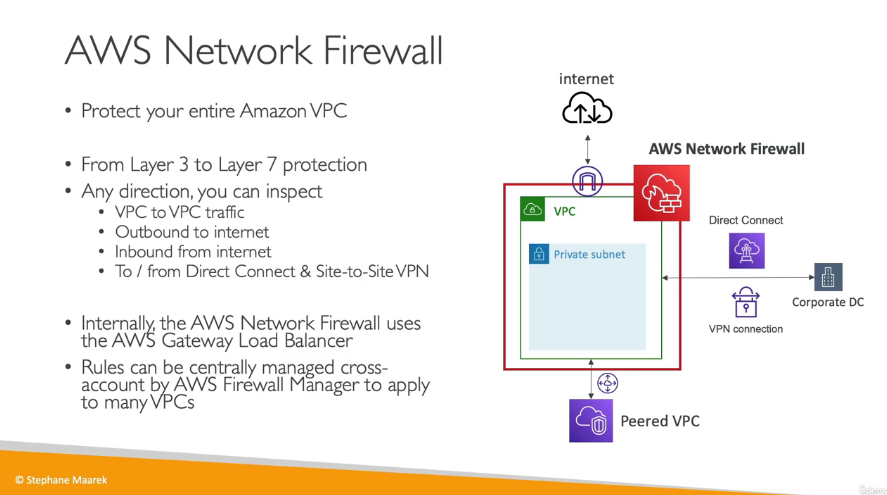 AWS Network Firewall
• Protect your entire Amazon VPC
• From Layer 3 to Layer 7 protection
• Any direction, you can inspect
• VPC to VPC traffic
• Outbound to internet
• Inbound from internet
• To / from Direct Connect & Site-to-Site VPN
• Internally, the AWS Network Firewall uses
the AWS Gateway Load Balancer
• Rules can be centrally managed cross-
account by AWS Firewall Manager to apply
to many VPCs
internet
AWS Network Firewall
VPC
Private subnet
Direct Connect
Corporate DC
VPN connection
Peered VPC
© Stephane Maarek
Udemy